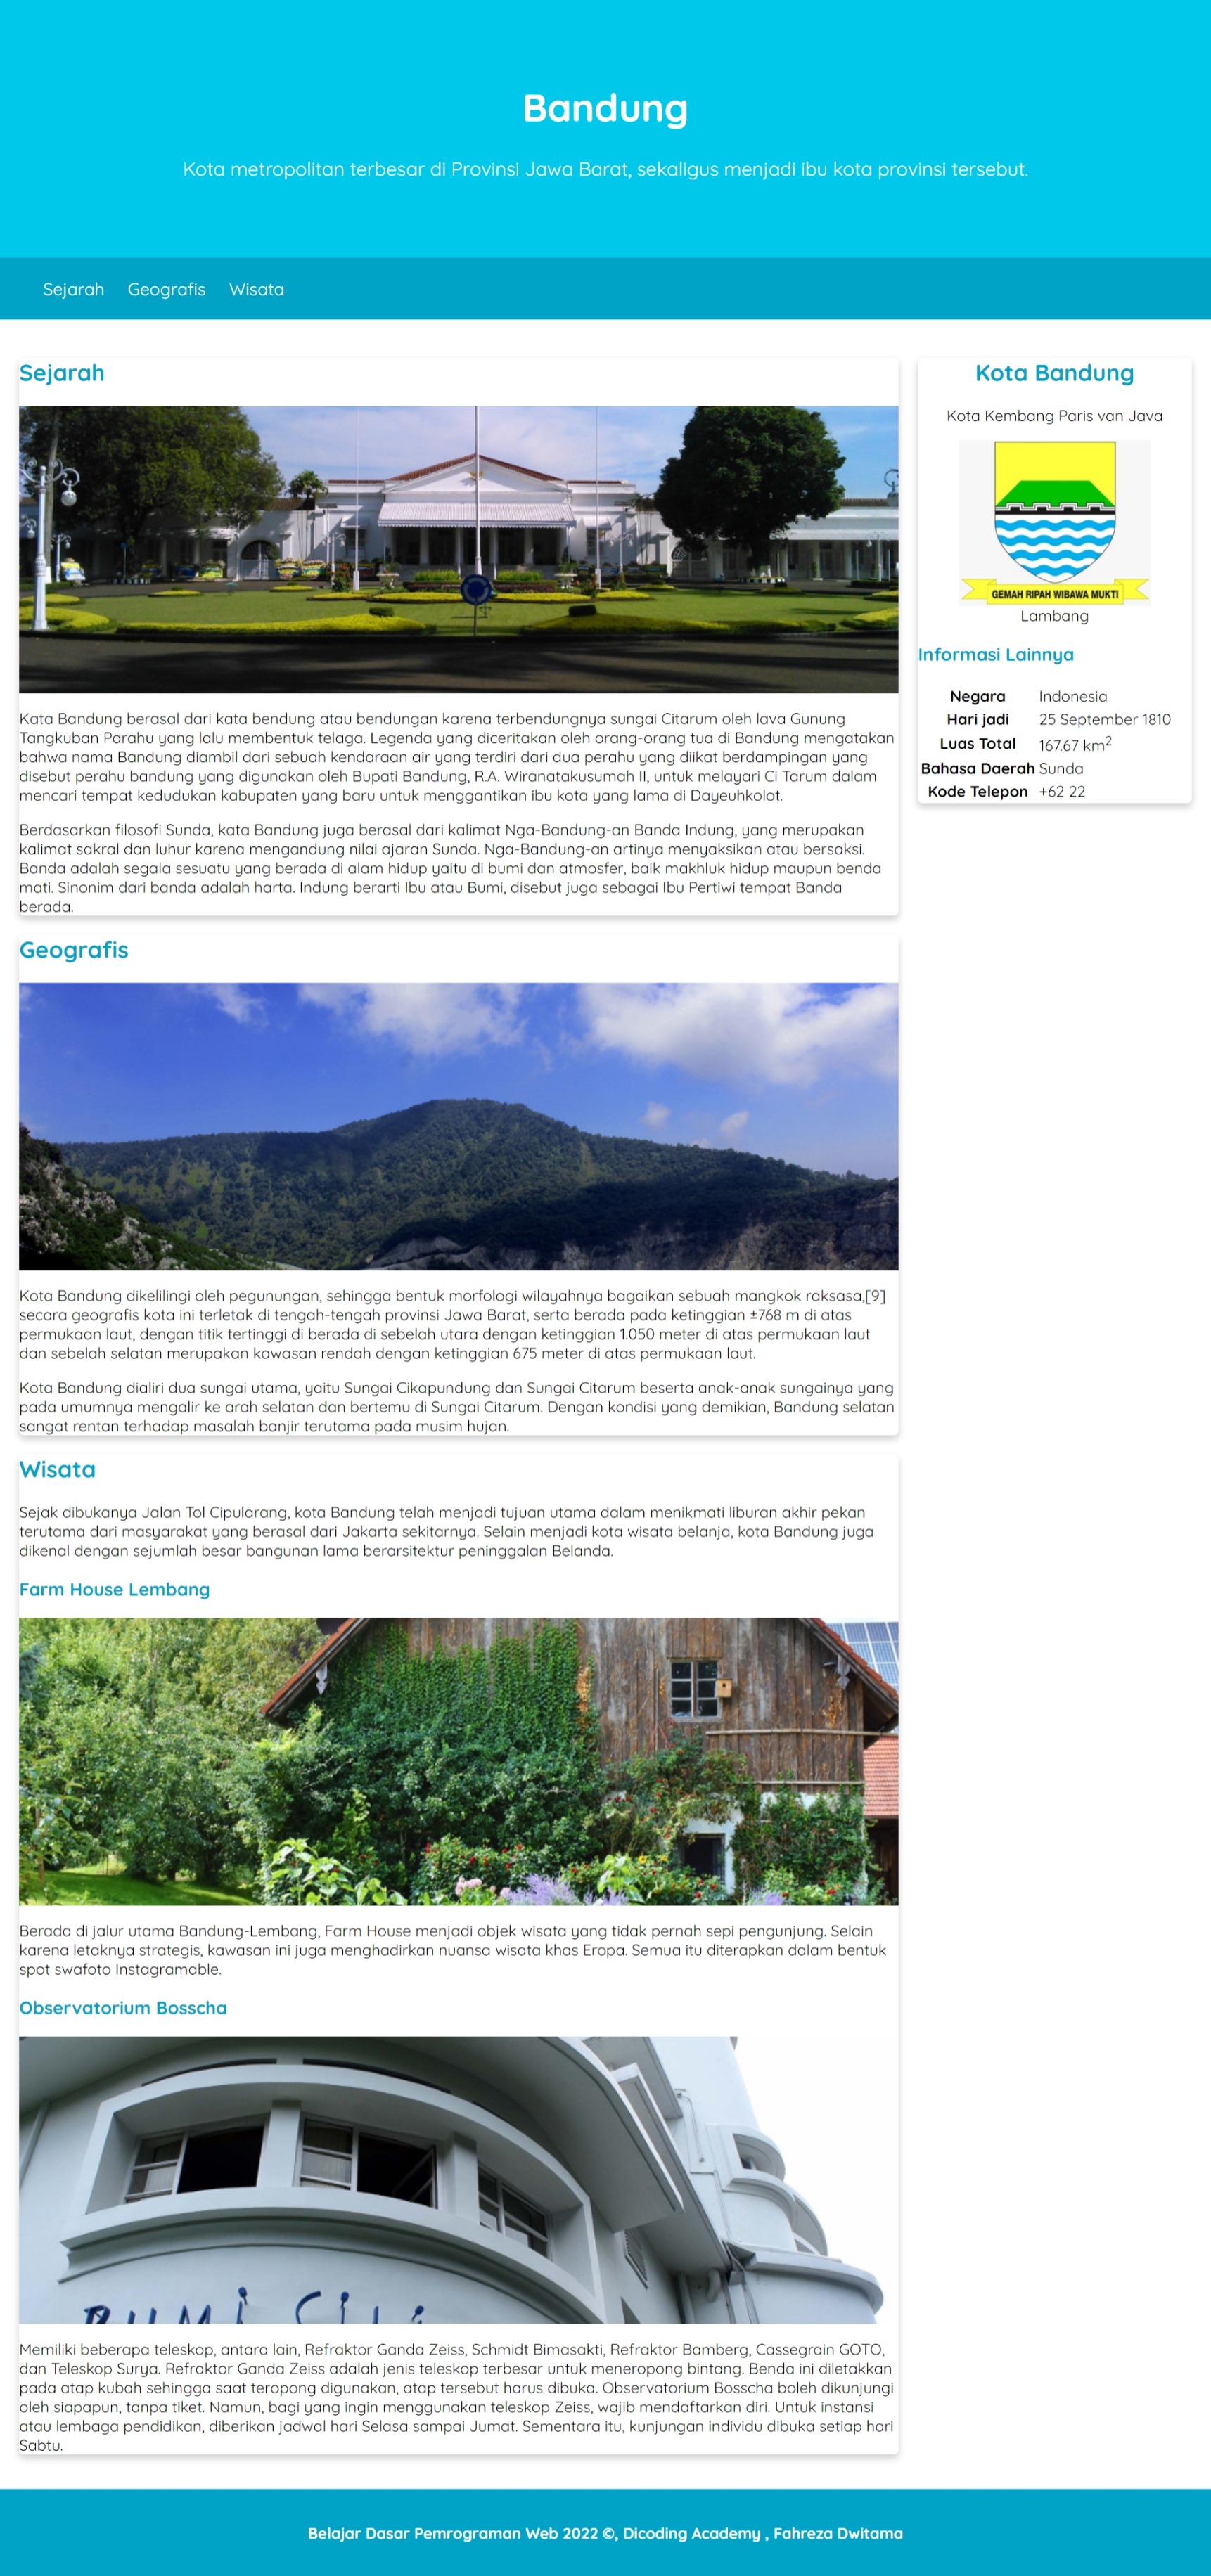 Bandung
Kota metropolitan terbesar di Provinsi Jawa Barat, sekaligus menjadi ibu kota provinsi tersebut.
Sejarah Geografis Wisata
Sejarah
Kata Bandung berasal dari kata bendung atau bendungan karena terbendungnya sungai Citarum oleh lava Gunung
Tangkuban Parahu yang lalu membentuk telaga. Legenda yang diceritakan oleh orang-orang tua di Bandung mengatakan
bahwa nama Bandung diambil dari sebuah kendaraan air yang terdiri dari dua perahu yang diikat berdampingan yang
disebut perahu bandung yang digunakan oleh Bupati Bandung, R.A. Wiranatakusumah II, untuk melayari Ci Tarum dalam
mencari tempat kedudukan kabupaten yang baru untuk menggantikan ibu kota yang lama di Dayeuhkolot.
Berdasarkan filosofi Sunda, kata Bandung juga berasal dari kalimat Nga-Bandung-an Banda Indung, yang merupakan
kalimat sakral dan luhur karena mengandung nilai ajaran Sunda. Nga-Bandung-an artinya menyaksikan atau bersaksi.
Banda adalah segala sesuatu yang berada di alam hidup yaitu di bumi dan atmosfer, baik makhluk hidup maupun benda
mati. Sinonim dari banda adalah harta. Indung berarti Ibu atau Bumi, disebut juga sebagai Ibu Pertiwi tempat Banda
berada.
Geografis
Kota Bandung dikelilingi oleh pegunungan, sehingga bentuk morfologi wilayahnya bagaikan sebuah mangkok raksasa,[9]
secara geografis kota ini terletak di tengah-tengah provinsi Jawa Barat, serta berada pada ketinggian ±768 m di atas
permukaan laut, dengan titik tertinggi di berada di sebelah utara dengan ketinggian 1.050 meter di atas permukaan laut
dan sebelah selatan merupakan kawasan rendah dengan ketinggian 675 meter di atas permukaan laut.
Kota Bandung dialiri dua sungai utama, yaitu Sungai Cikapundung dan Sungai Citarum beserta anak-anak sungainya yang
pada umumnya mengalir ke arah selatan dan bertemu di Sungai Citarum. Dengan kondisi yang demikian, Bandung selatan
sangat rentan terhadap masalah banjir terutama pada musim hujan.
Wisata
Sejak dibukanya Jalan Tol Cipularang, kota Bandung telah menjadi tujuan utama dalam menikmati liburan akhir pekan
terutama dari masyarakat yang berasal dari Jakarta sekitarnya. Selain menjadi kota wisata belanja, kota Bandung juga
dikenal dengan sejumlah besar bangunan lama berarsitektur peninggalan Belanda.
Farm House Lembang
Berada di jalur utama Bandung-Lembang, Farm House menjadi objek wisata yang tidak pernah sepi pengunjung. Selain
karena letaknya strategis, kawasan ini juga menghadirkan nuansa wisata khas Eropa. Semua itu diterapkan dalam bentuk
spot swafoto Instagramable.
Observatorium Bosscha
Memiliki beberapa teleskop, antara lain, Refraktor Ganda Zeiss, Schmidt Bimasakti, Refraktor Bamberg, Cassegrain GOTO,
dan Teleskop Surya. Refraktor Ganda Zeiss adalah jenis teleskop terbesar untuk meneropong bintang. Benda ini diletakkan
pada atap kubah sehingga saat teropong digunakan, atap tersebut harus dibuka. Observatorium Bosscha boleh dikunjungi
oleh siapapun, tanpa tiket. Namun, bagi yang ingin menggunakan teleskop Zeiss, wajib mendaftarkan diri. Untuk instansi
atau lembaga pendidikan, diberikan jadwal hari Selasa sampai Jumat. Sementara itu, kunjungan individu dibuka setiap hari
Sabtu.
Kota Bandung
Kota Kembang Paris van Java
GEMAH RIPAH WIBAWA MUKTI
Lambang
Informasi Lainnya
Negara Indonesia
Hari jadi 25 September 1810
Luas Total 167.67 km²
Bahasa Daerah Sunda
Kode Telepon +62 22
Belajar Dasar Pemrograman Web 2022 ©, Dicoding Academy , Fahreza Dwitama